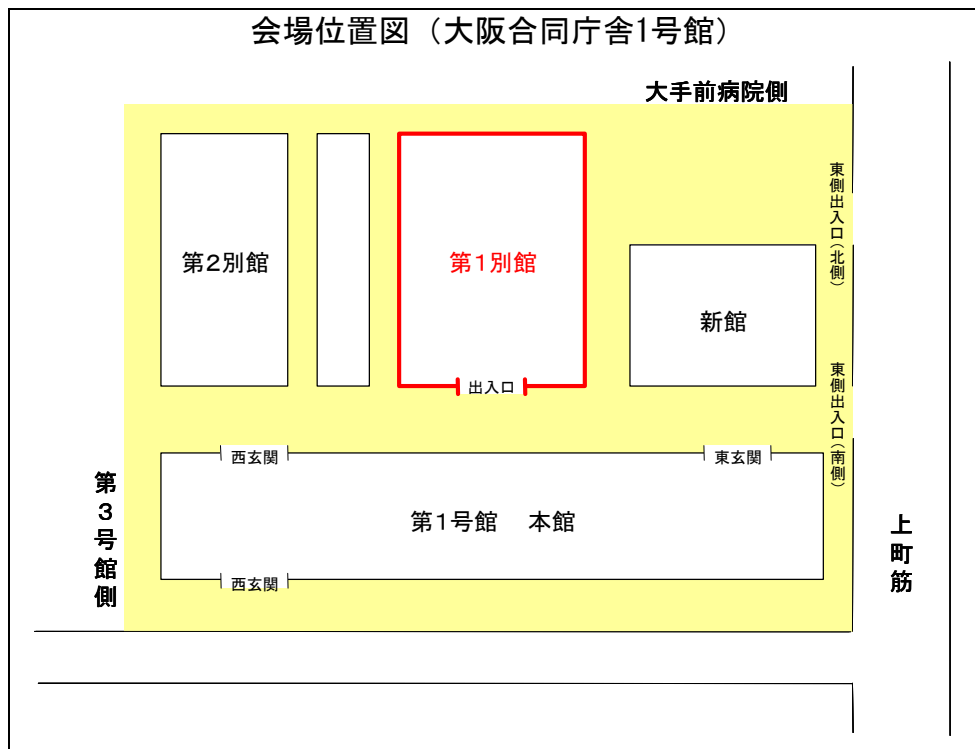 会場位置図（大阪合同庁舎1号館）
大手前病院側
東側出入口(北側)
第２別館
第１別館
新館
出入口
東側出入口(南側)
西玄関
東玄関
第３号館側
第１号館　本館
上町筋
西玄関